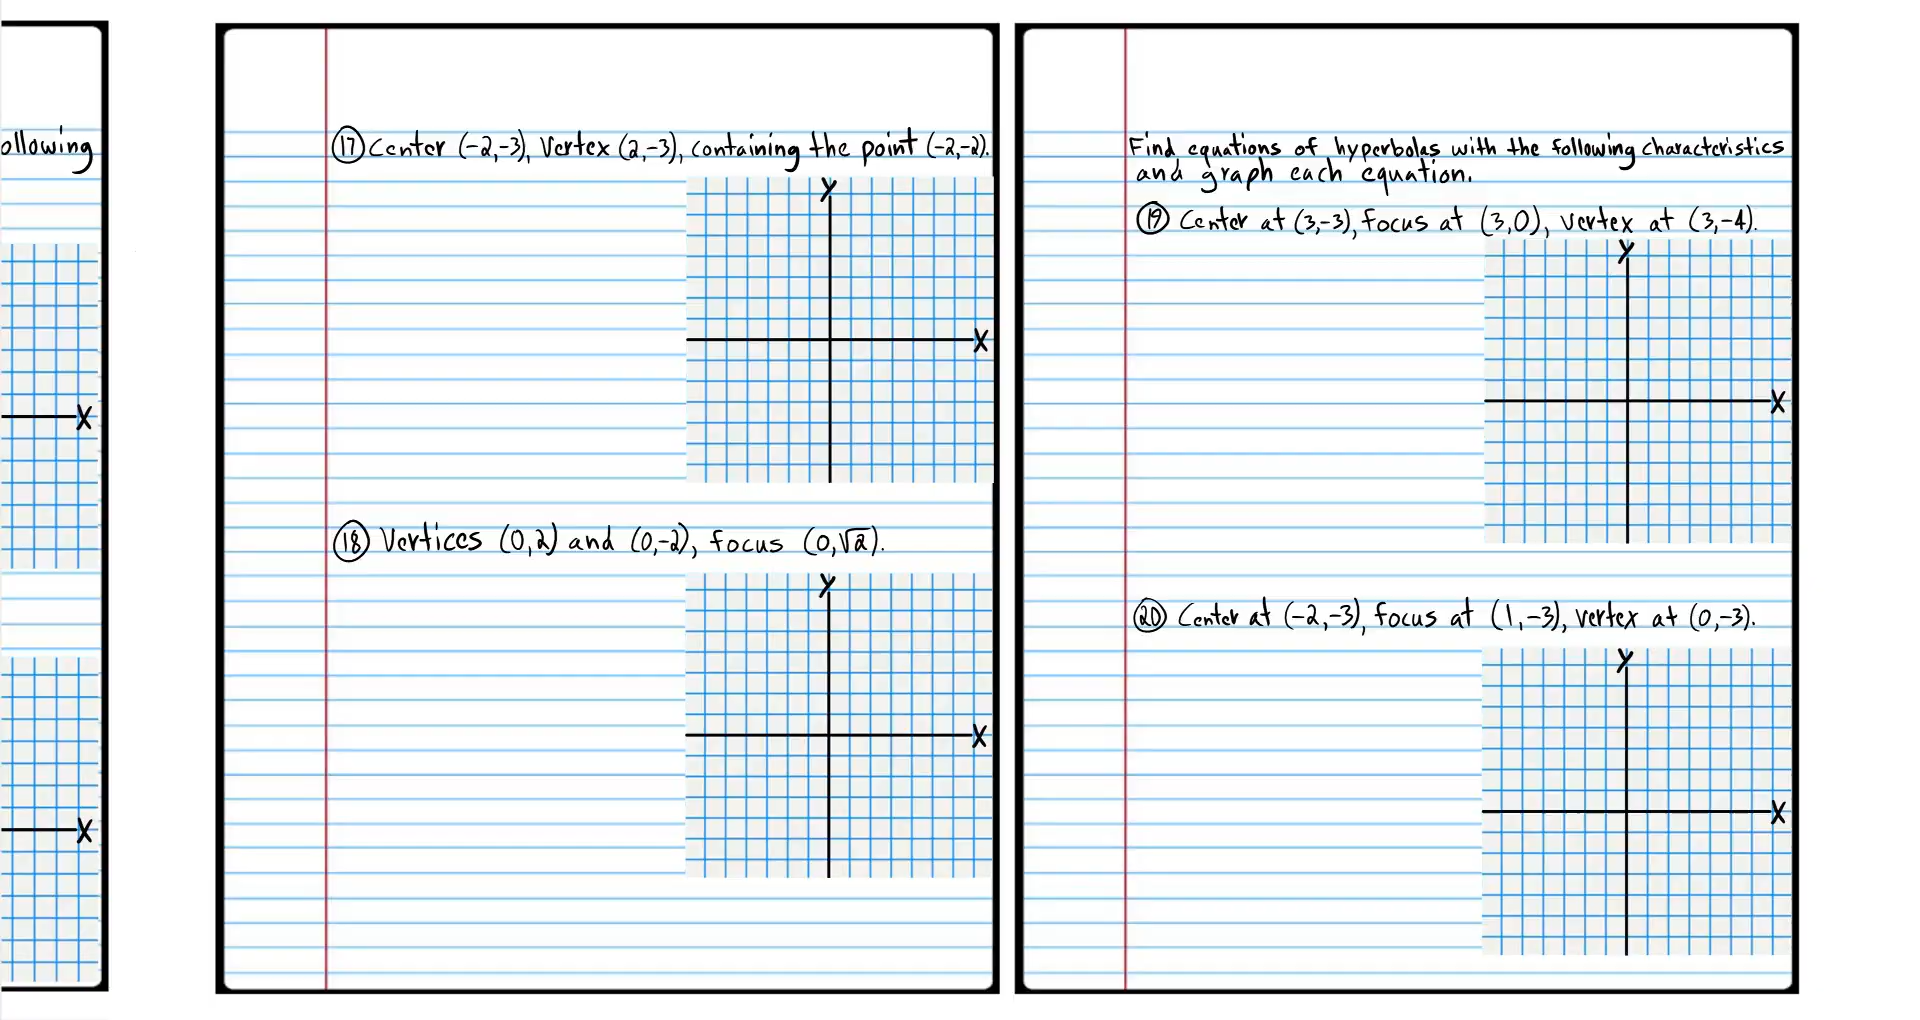 ollowing
X
X
17 Center (-2,-3), Vertex (2,-3), containing the point (-2,-2).
Y
X
18 Vertices (0,2) and (0,-2), focus (0,√2).
Y
X
Find equations of hyperbolas with the following characteristics
and graph each equation.
19 Center at (3,-3), focus at (3,0), vertex at (3,-4).
Y
X
20 Center at (-2,-3), focus at (1,-3), vertex at (0,-3).
Y
X